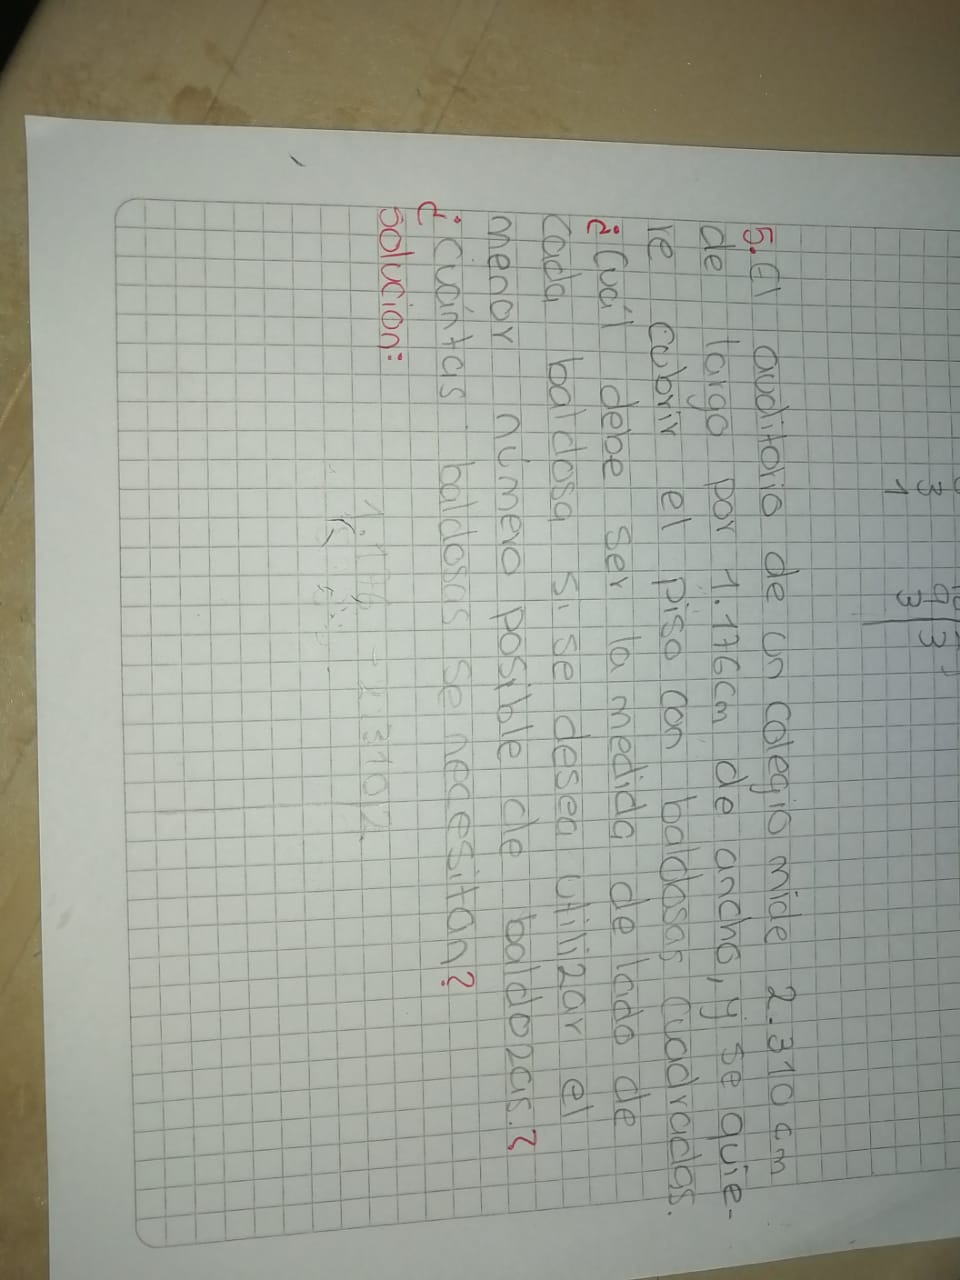 3
1
9 3
3
5. El auditorio de un colegio mide 2.310 cm
de largo por 1.176cm de ancho, y se quie-
re cubrir el piso con baldosas cuadradas.
¿Cuál debe ser la medida de lado de
cada baldosa si se desea utilizar el
menor número posible de baldozas.?
¿Cuántas baldosas se necesitan?
Solución:
1.176 - 2.310